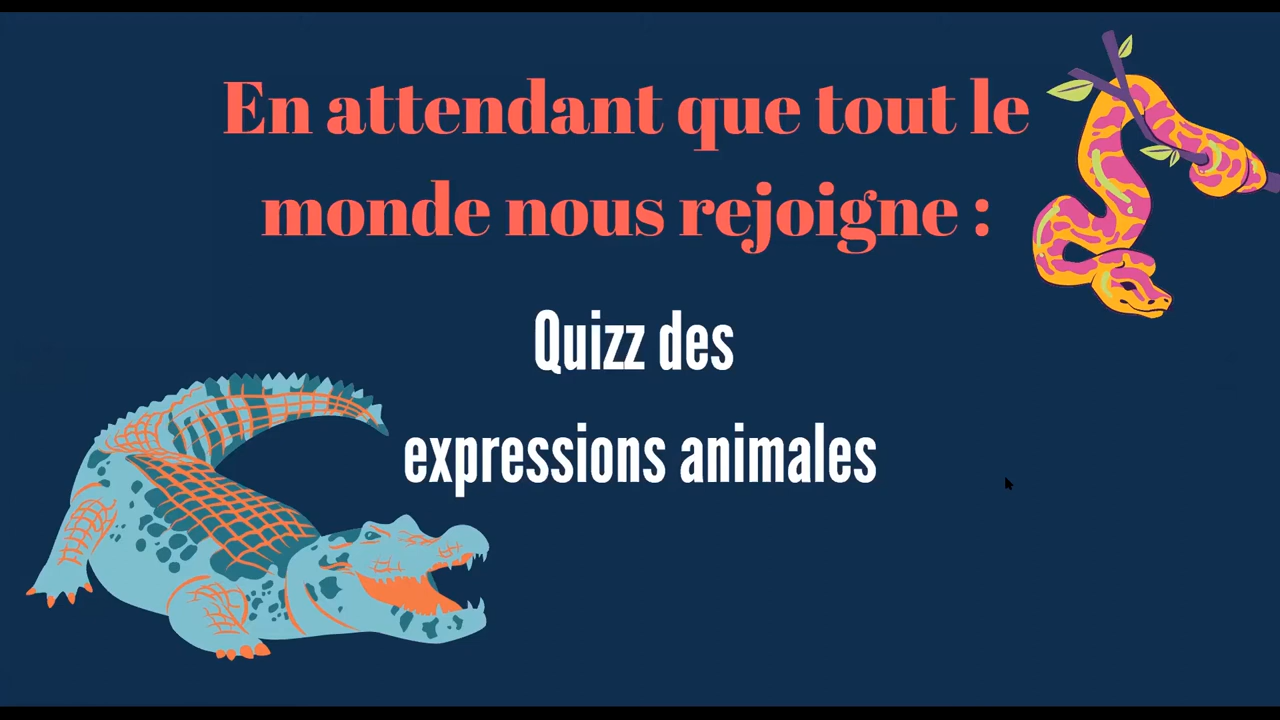 En attendant que tout le
monde nous rejoigne :
Quizz des
expressions animales